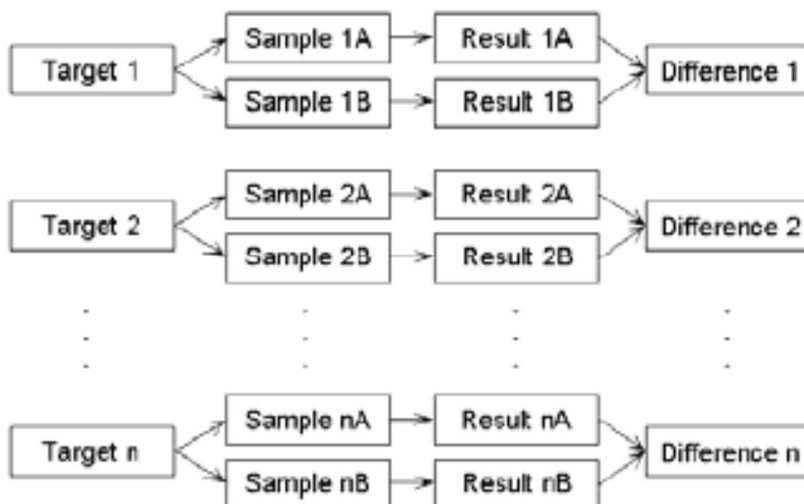 Sample 1A
Result 1A
Target 1
Difference 1
Sample 1B
Result 1B
Sample 2A
Result 2A
Target 2
Difference 2
Sample 2B
Result 2B
Sample nA
Result nA
Target n
Difference n
Sample nB
Result nB